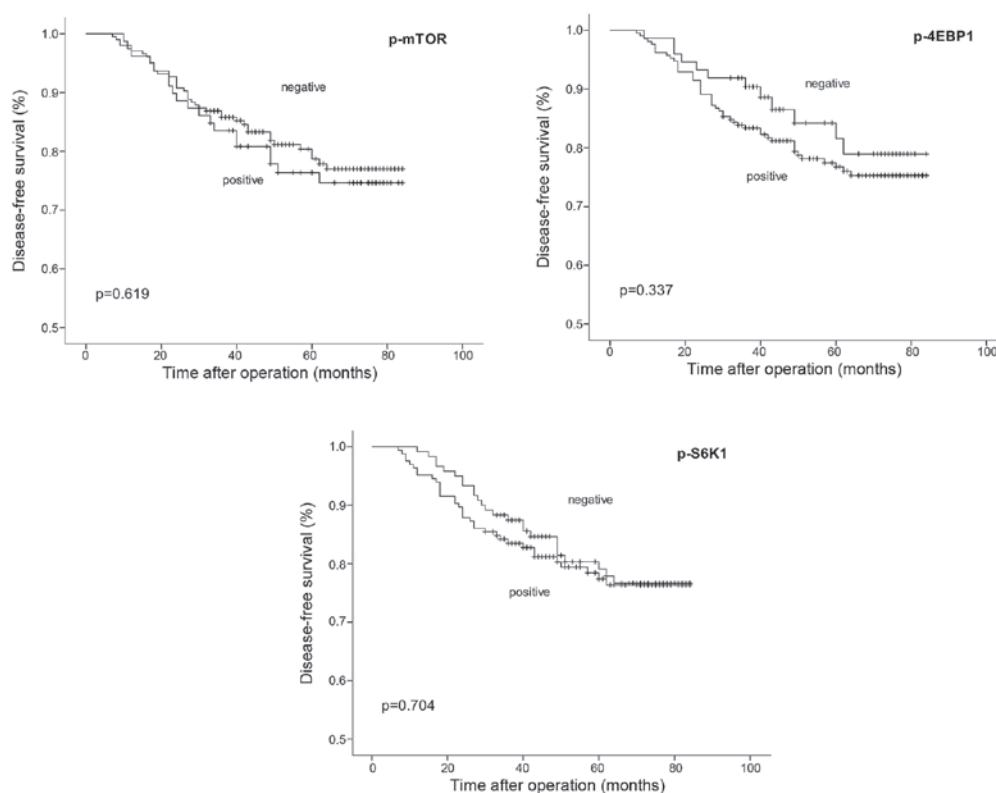 p-mTOR
negative
positive
p=0.619
Disease-free survival (%)
1.0
0.9
0.8
0.7
0.6
0.5
0
20
40
60
80
100
Time after operation (months)
p-4EBP1
negative
positive
p=0.337
Disease-free survival (%)
1.0
0.9
0.8
0.7
0.6
0.5
0
20
40
60
80
100
Time after operation (months)
p-S6K1
negative
positive
p=0.704
Disease-free survival (%)
1.0
0.9
0.8
0.7
0.6
0.5
0
20
40
60
80
100
Time after operation (months)